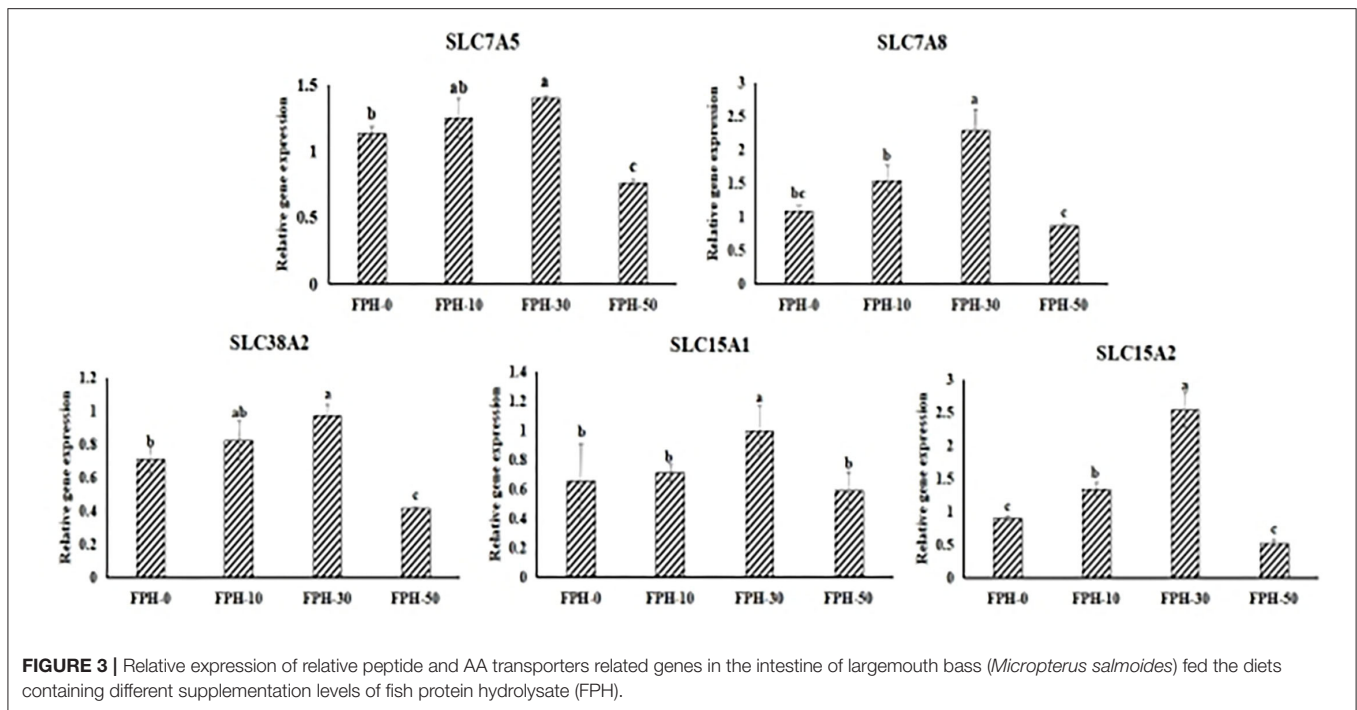 SLC7A5
Relative gene expression
1.5
1
0.5
0
b
ab
a
c
FPH-0 FPH-10 FPH-30 FPH-50
SLC7A8
Relative gene expression
3
2.5
2
1.5
1
0.5
0
bc
b
a
c
FPH-0 FPH-10 FPH-30 FPH-50
SLC38A2
Relative gene expression
1.2
1
0.8
0.6
0.4
0.2
0
b
ab
a
c
FPH-0 FPH-10 FPH-30 FPH-50
SLC15A1
Relative gene expression
1.4
1.2
1
0.8
0.6
0.4
0.2
0
b
b
a
b
FPH-0 FPH-10 FPH-30 FPH-50
SLC15A2
Relative gene expression
3
2.5
2
1.5
1
0.5
0
c
b
a
c
FPH-0 FPH-10 FPH-30 FPH-50
FIGURE 3 | Relative expression of relative peptide and AA transporters related genes in the intestine of largemouth bass (Micropterus salmoides) fed the diets
containing different supplementation levels of fish protein hydrolysate (FPH).